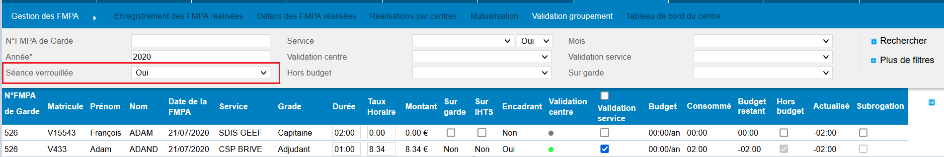 Gestion des FMPA Enregistrement des FMPA réalisées Détails des FMPA réalisées Réalisations par centres Mutualisation Validation groupement Tableau de bord du centre
N°FMPA de Garde Service Oui Mois Rechercher
Année* 2020 Validation centre Validation service Plus de filtres
Séance verrouillée Oui Hors budget Sur garde
N°FMPA de Garde Matricule Prénom Nom Date de la FMPA Service Grade Durée Taux Horaire Montant Sur garde Sur IHTS Encadrant Validation centre Validation service Budget Consommé Budget restant Hors budget Actualisé Subrogation
526 V15543 François ADAM 21/07/2020 SDIS GEEF Capitaine 02:00 0.00 0.00 € Non 00:00/an 00:00 00:00 -02:00
526 V433 Adam ADAND 21/07/2020 CSP BRIVE Adjudant 01:00 8.34 8.34 € Non Non Oui 00:00/an 02:00 -02:00 -02:00